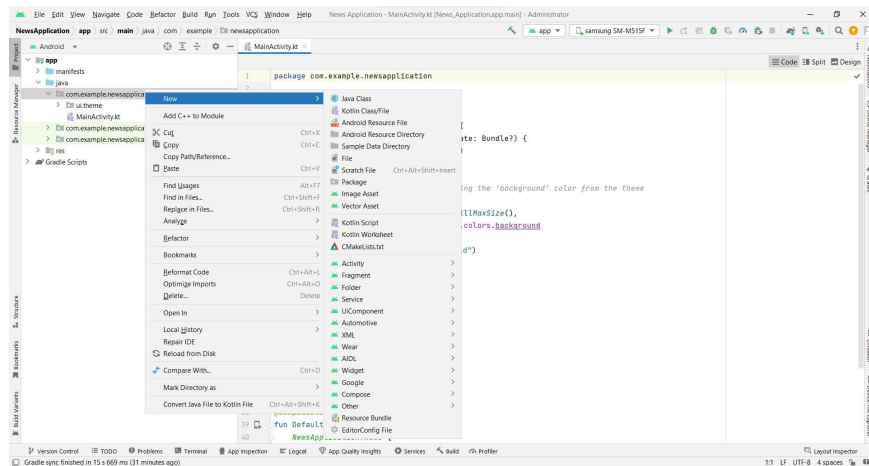 File Edit View Navigate Code Refactor Build Run Tools VCS Window Help News Application - MainActivity.kt [News_Application.app.main] - Administrator
NewsApplication app src main java com example newsapplication
app samsung SM-M515F
Android
MainActivity.kt
Code Split Design
Project
Resource Manager
Structure
Bookmarks
Build Variants
app
manifests
java
com.example.newsapplica
ui.theme
MainActivity.kt
com.example.newsapplica
com.example.newsapplica
res
Gradle Scripts
New
Add C++ to Module
Cut Ctrl+X
Copy Ctrl+C
Copy Path/Reference...
Paste Ctrl+V
Find Usages Alt+F7
Find in Files... Ctrl+Shift+F
Replace in Files... Ctrl+Shift+R
Analyze
Refactor
Bookmarks
Reformat Code Ctrl+Alt+L
Optimize Imports Ctrl+Alt+O
Delete... Delete
Open In
Local History
Repair IDE
Reload from Disk
Compare With... Ctrl+D
Mark Directory as
Convert Java File to Kotlin File Ctrl+Alt+Shift+K
Java Class
Kotlin Class/File
Android Resource File
Android Resource Directory
Sample Data Directory
File
Scratch File Ctrl+Alt+Shift+Insert
Package
Image Asset
Vector Asset
Kotlin Script
Kotlin Worksheet
CMakeLists.txt
Activity
Fragment
Folder
Service
UiComponent
Automotive
XML
Wear
AIDL
Widget
Google
Compose
Other
Resource Bundle
EditorConfig File
1 package com.example.newsapplication
2
{
ate: Bundle?) {
)
ing the 'background' color from the theme
illMaxSize(),
.colors.background
.d")
39 fun Default
40
Version Control TODO Problems Terminal App Inspection Logcat App Quality Insights Services Build Profiler Layout Inspector
Gradle sync finished in 15 s 669 ms (31 minutes ago) 1:1 LF UTF-8 4 spaces